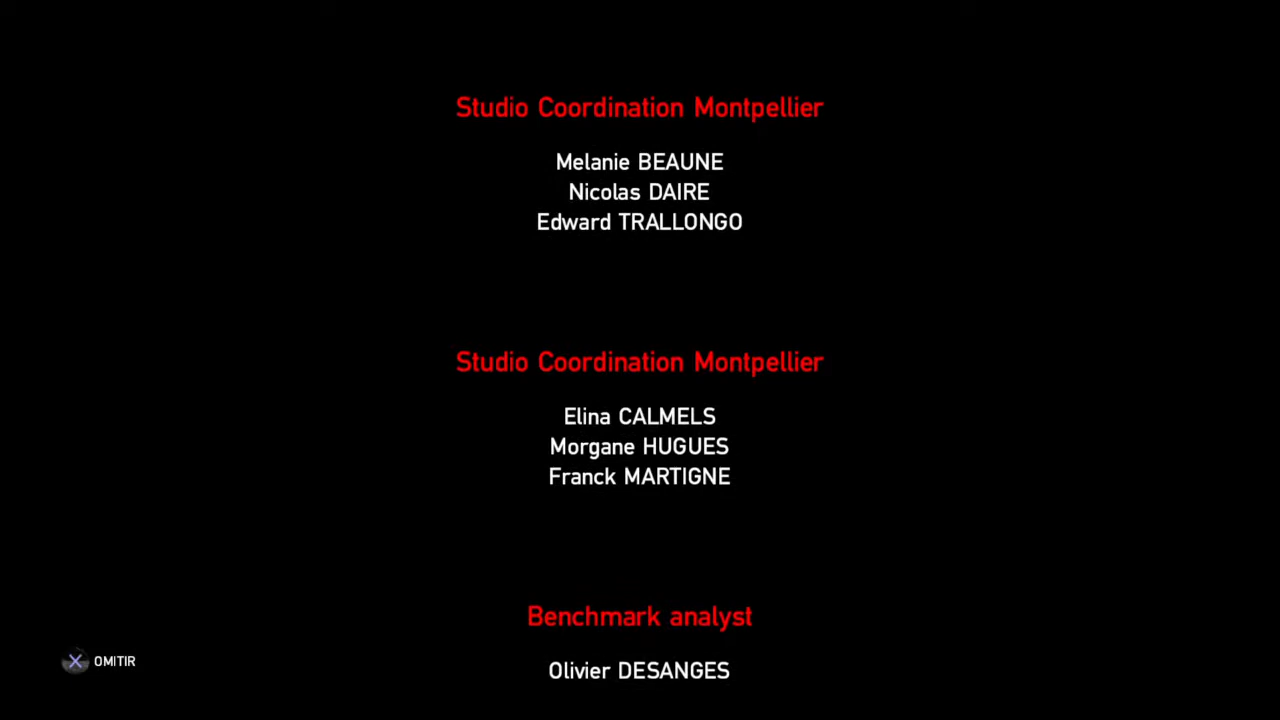 Studio Coordination Montpellier
Melanie BEAUNE
Nicolas DAIRE
Edward TRALLONGO
Studio Coordination Montpellier
Elina CALMELS
Morgane HUGUES
Franck MARTIGNE
Benchmark analyst
Olivier DESANGES
OMITIR